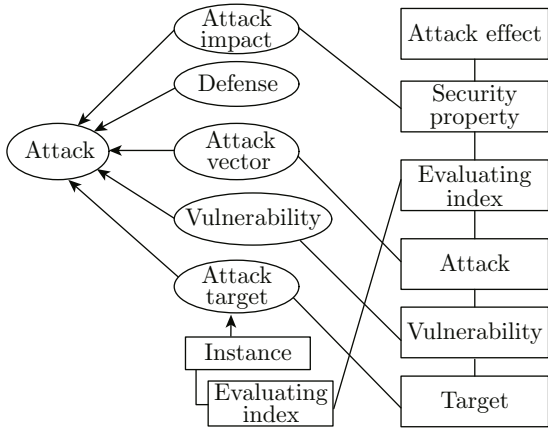 Attack
impact
Attack effect
Defense
Security
property
Attack
Attack
vector
Evaluating
index
Vulnerability
Attack
Attack
target
Vulnerability
Instance
Evaluating
index
Target